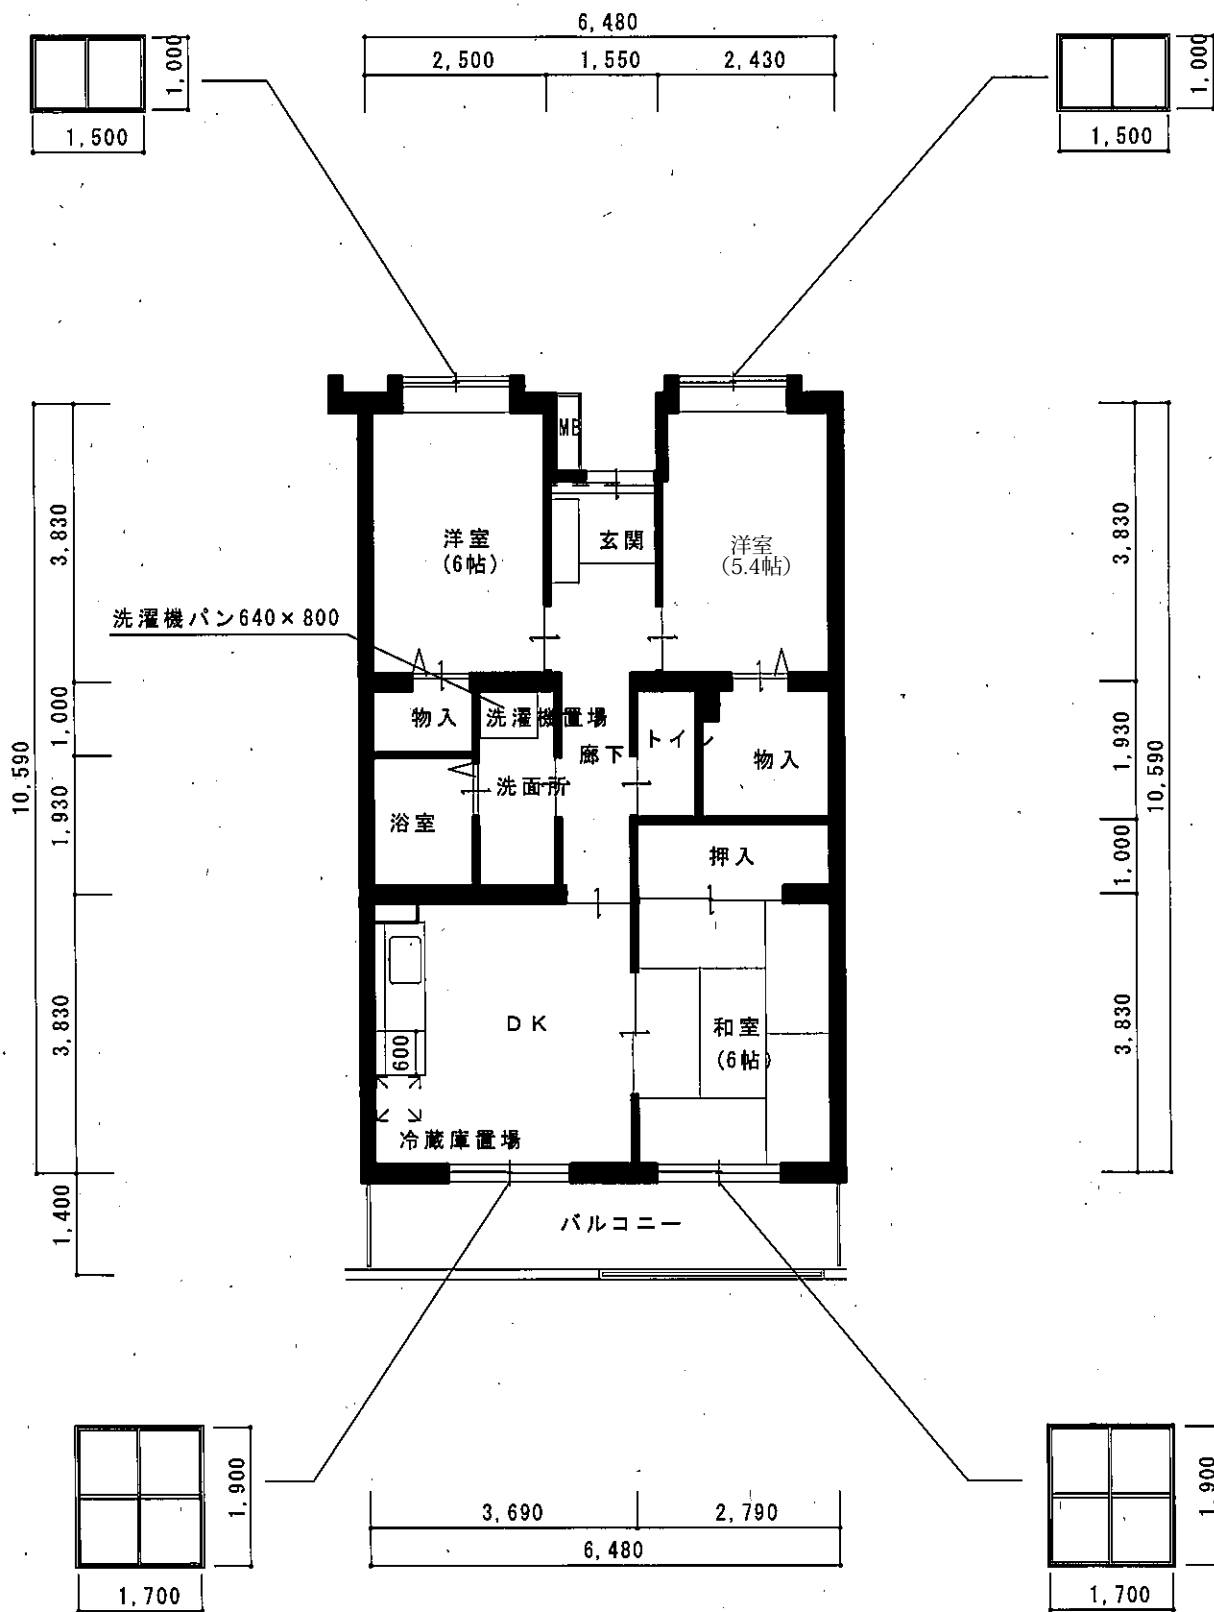 6,480
2,500
1,550
2,430
1,000
1,500
1,000
1,500
MB
洋室
(6帖)
玄関
洋室
(5.4帖)
洗濯機パン640×800
物入
洗濯機置場
廊下
トイレ
物入
洗面所
浴室
押入
DK
和室
(6帖)
600
冷蔵庫置場
バルコニー
3,830
1,000
1,930
3,830
10,590
1,400
3,830
1,930
1,000
3,830
10,590
1,900
1,700
3,690
2,790
6,480
1,900
1,700